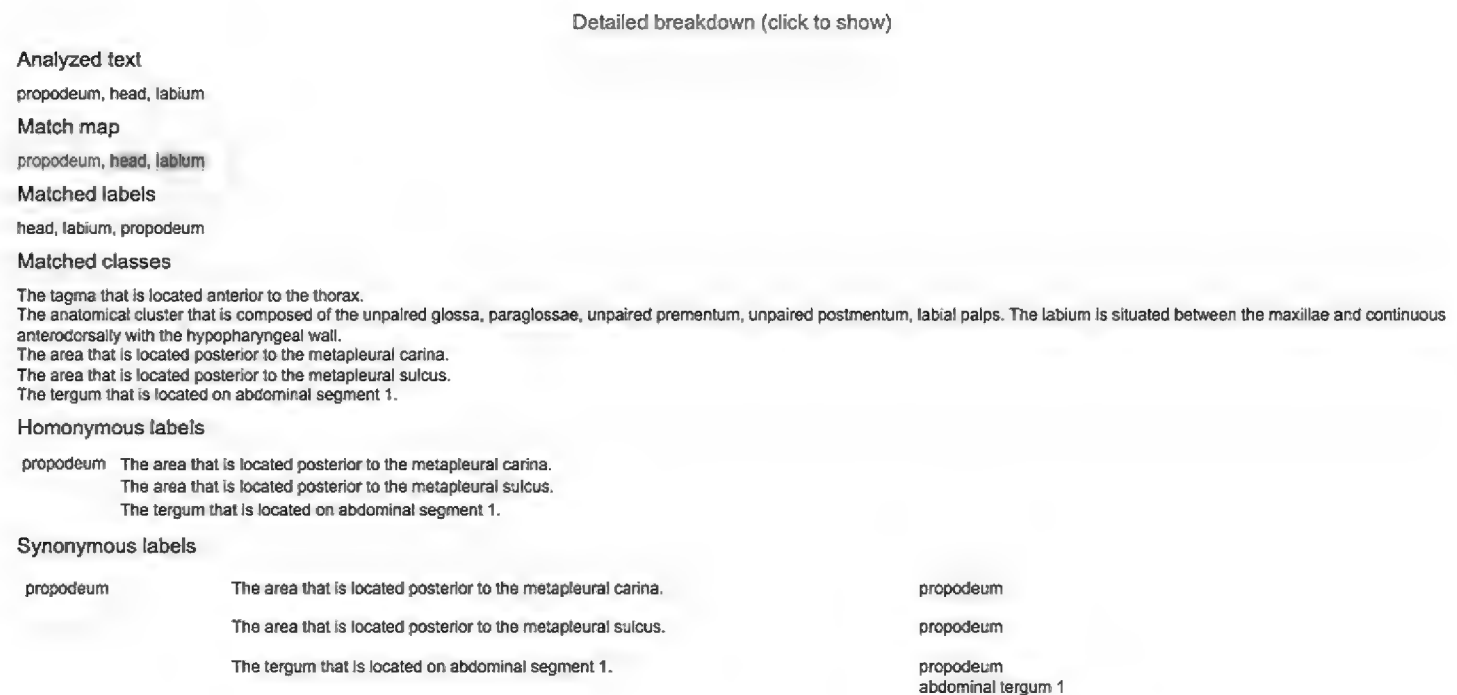 Detailed breakdown (click to show)
Analyzed text
propodeum, head, labium
Match map
propodeum, head, labium
Matched labels
head, labium, propodeum
Matched classes
The tagma that is located anterior to the thorax.
The anatomical cluster that is composed of the unpaired glossa, paraglossae, unpaired prementum, unpaired postmentum, labial palps. The labium is situated between the maxillae and continuous
anterodorsally with the hypopharyngeal wall.
The area that is located posterior to the metapleural carina.
The area that is located posterior to the metapleural sulcus.
The tergum that is located on abdominal segment 1.
Homonymous labels
propodeum The area that is located posterior to the metapleural carina.
The area that is located posterior to the metapleural sulcus.
The tergum that is located on abdominal segment 1.
Synonymous labels
propodeum The area that is located posterior to the metapleural carina. propodeum
The area that is located posterior to the metapleural sulcus. propodeum
The tergum that is located on abdominal segment 1. propodeum
abdominal tergum 1